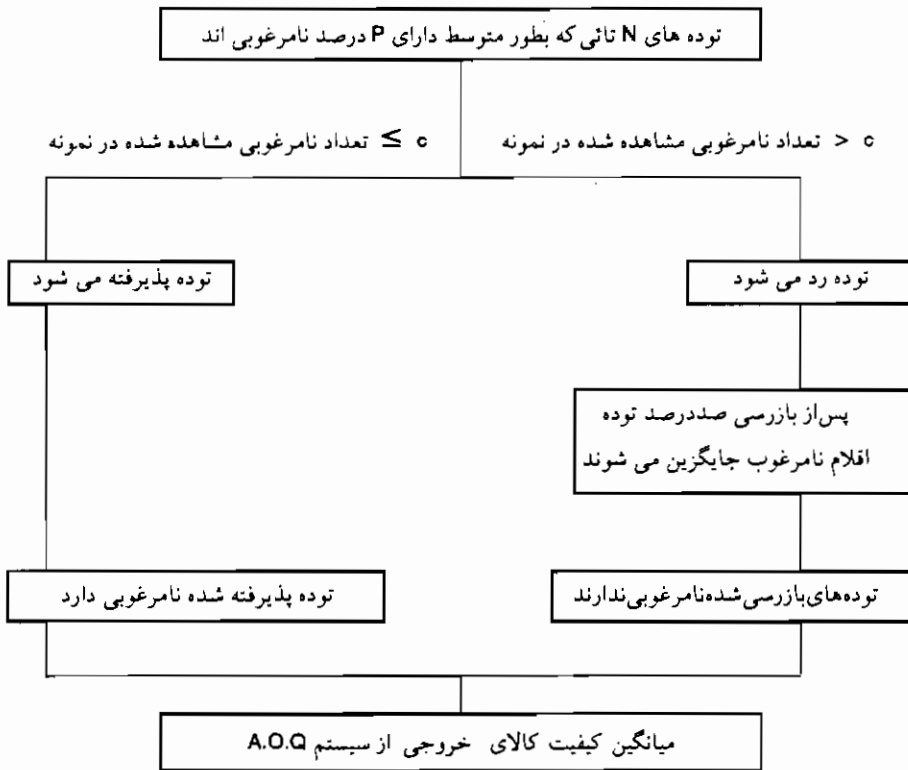 توده های N تائی که بطور متوسط دارای P درصد نامرغوبی اند
c < تعداد نامرغوبی مشاهده شده در نمونه
c ≥ تعداد نامرغوبی مشاهده شده در نمونه
توده رد می شود
توده پذیرفته می شود
پس از بازرسی صددرصد توده
اقلام نامرغوب جایگزین می شوند
توده‌های بازرسی شده نامرغوبی ندارند
توده پذیرفته شده نامرغوبی دارد
میانگین کیفیت کالای خروجی از سیستم A.O.Q